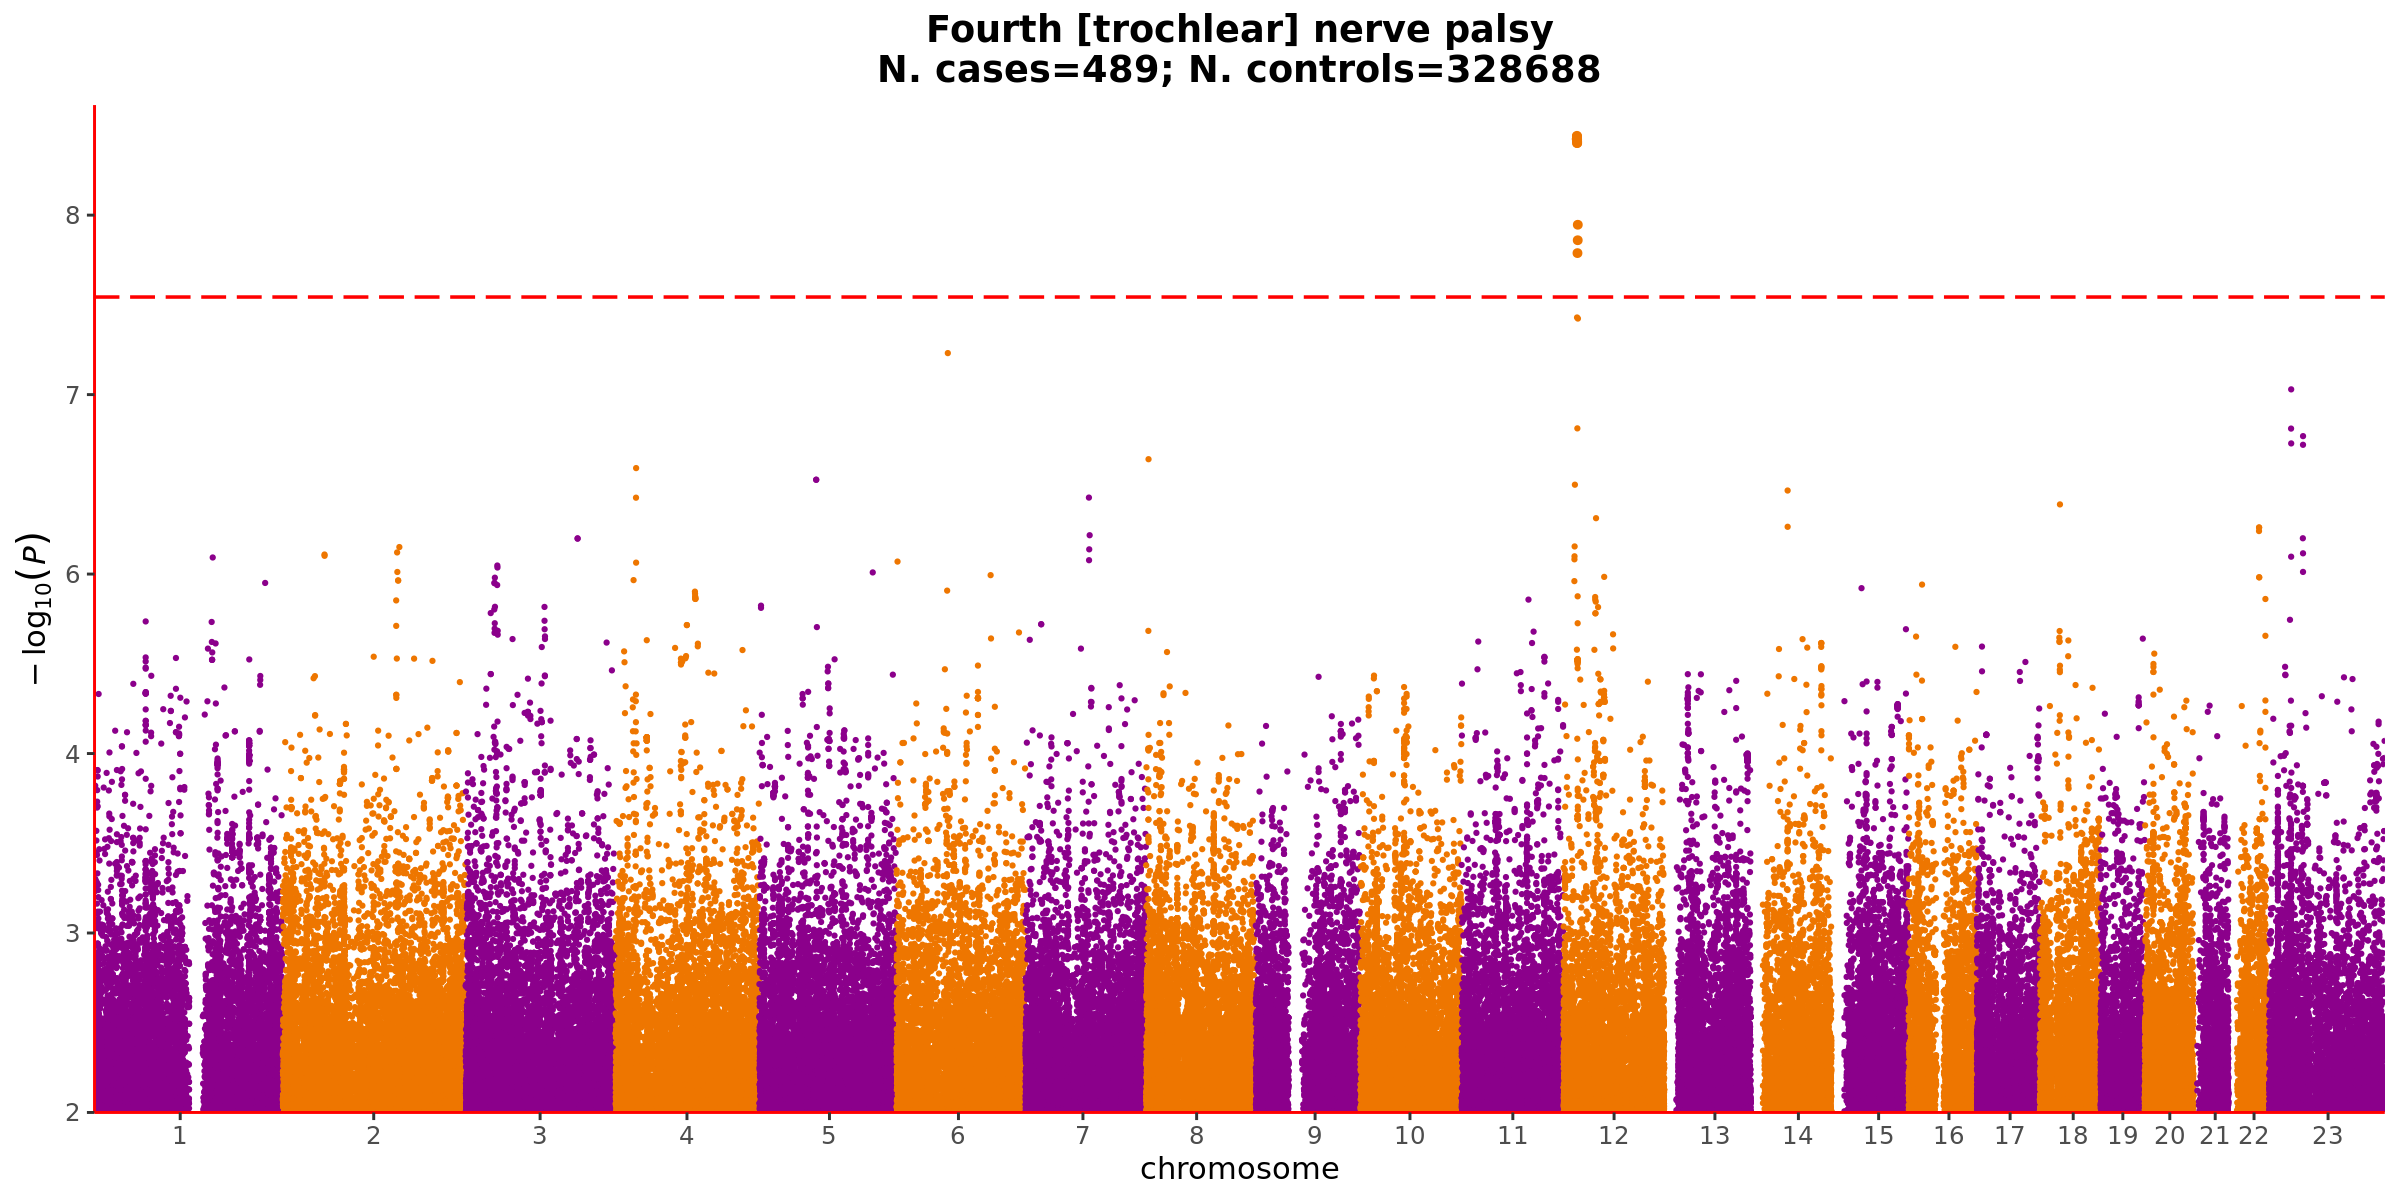 Fourth [trochlear] nerve palsy
N. cases=489; N. controls=328688
−log10(P)
8
7
6
5
4
3
2
1 2 3 4 5 6 7 8 9 10 11 12 13 14 15 16 17 18 19 20 21 22 23
chromosome